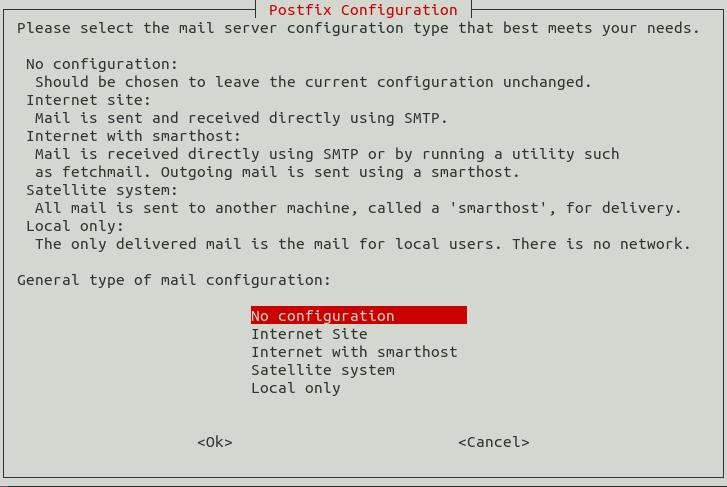 Postfix Configuration
Please select the mail server configuration type that best meets your needs.
No configuration:
Should be chosen to leave the current configuration unchanged.
Internet site:
Mail is sent and received directly using SMTP.
Internet with smarthost:
Mail is received directly using SMTP or by running a utility such
as fetchmail. Outgoing mail is sent using a smarthost.
Satellite system:
All mail is sent to another machine, called a 'smarthost', for delivery.
Local only:
The only delivered mail is the mail for local users. There is no network.
General type of mail configuration:
No configuration
Internet Site
Internet with smarthost
Satellite system
Local only
<Ok> <Cancel>